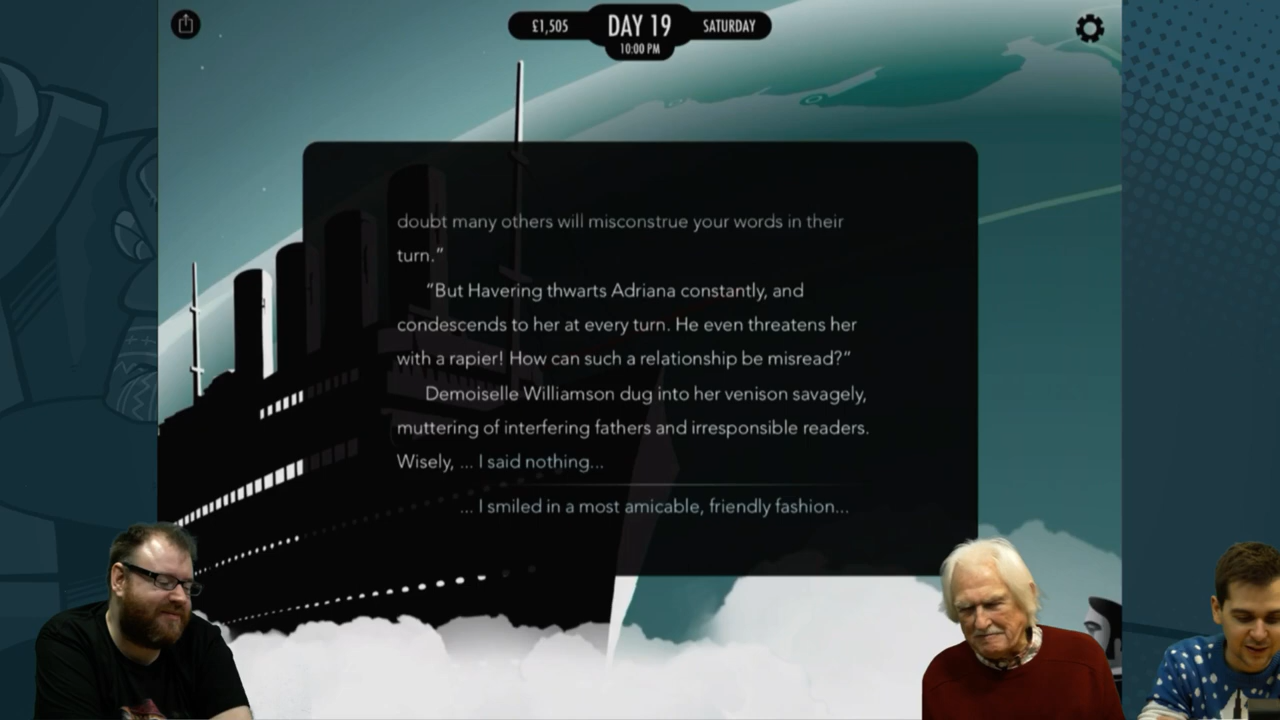 £1,505
DAY 19
SATURDAY
10:00 PM
doubt many others will misconstrue your words in their
turn.”
“But Havering thwarts Adriana constantly, and
condescends to her at every turn. He even threatens her
with a rapier! How can such a relationship be misread?”
Demoiselle Williamson dug into her venison savagely,
muttering of interfering fathers and irresponsible readers.
Wisely, ... I said nothing...
... I smiled in a most amicable, friendly fashion...